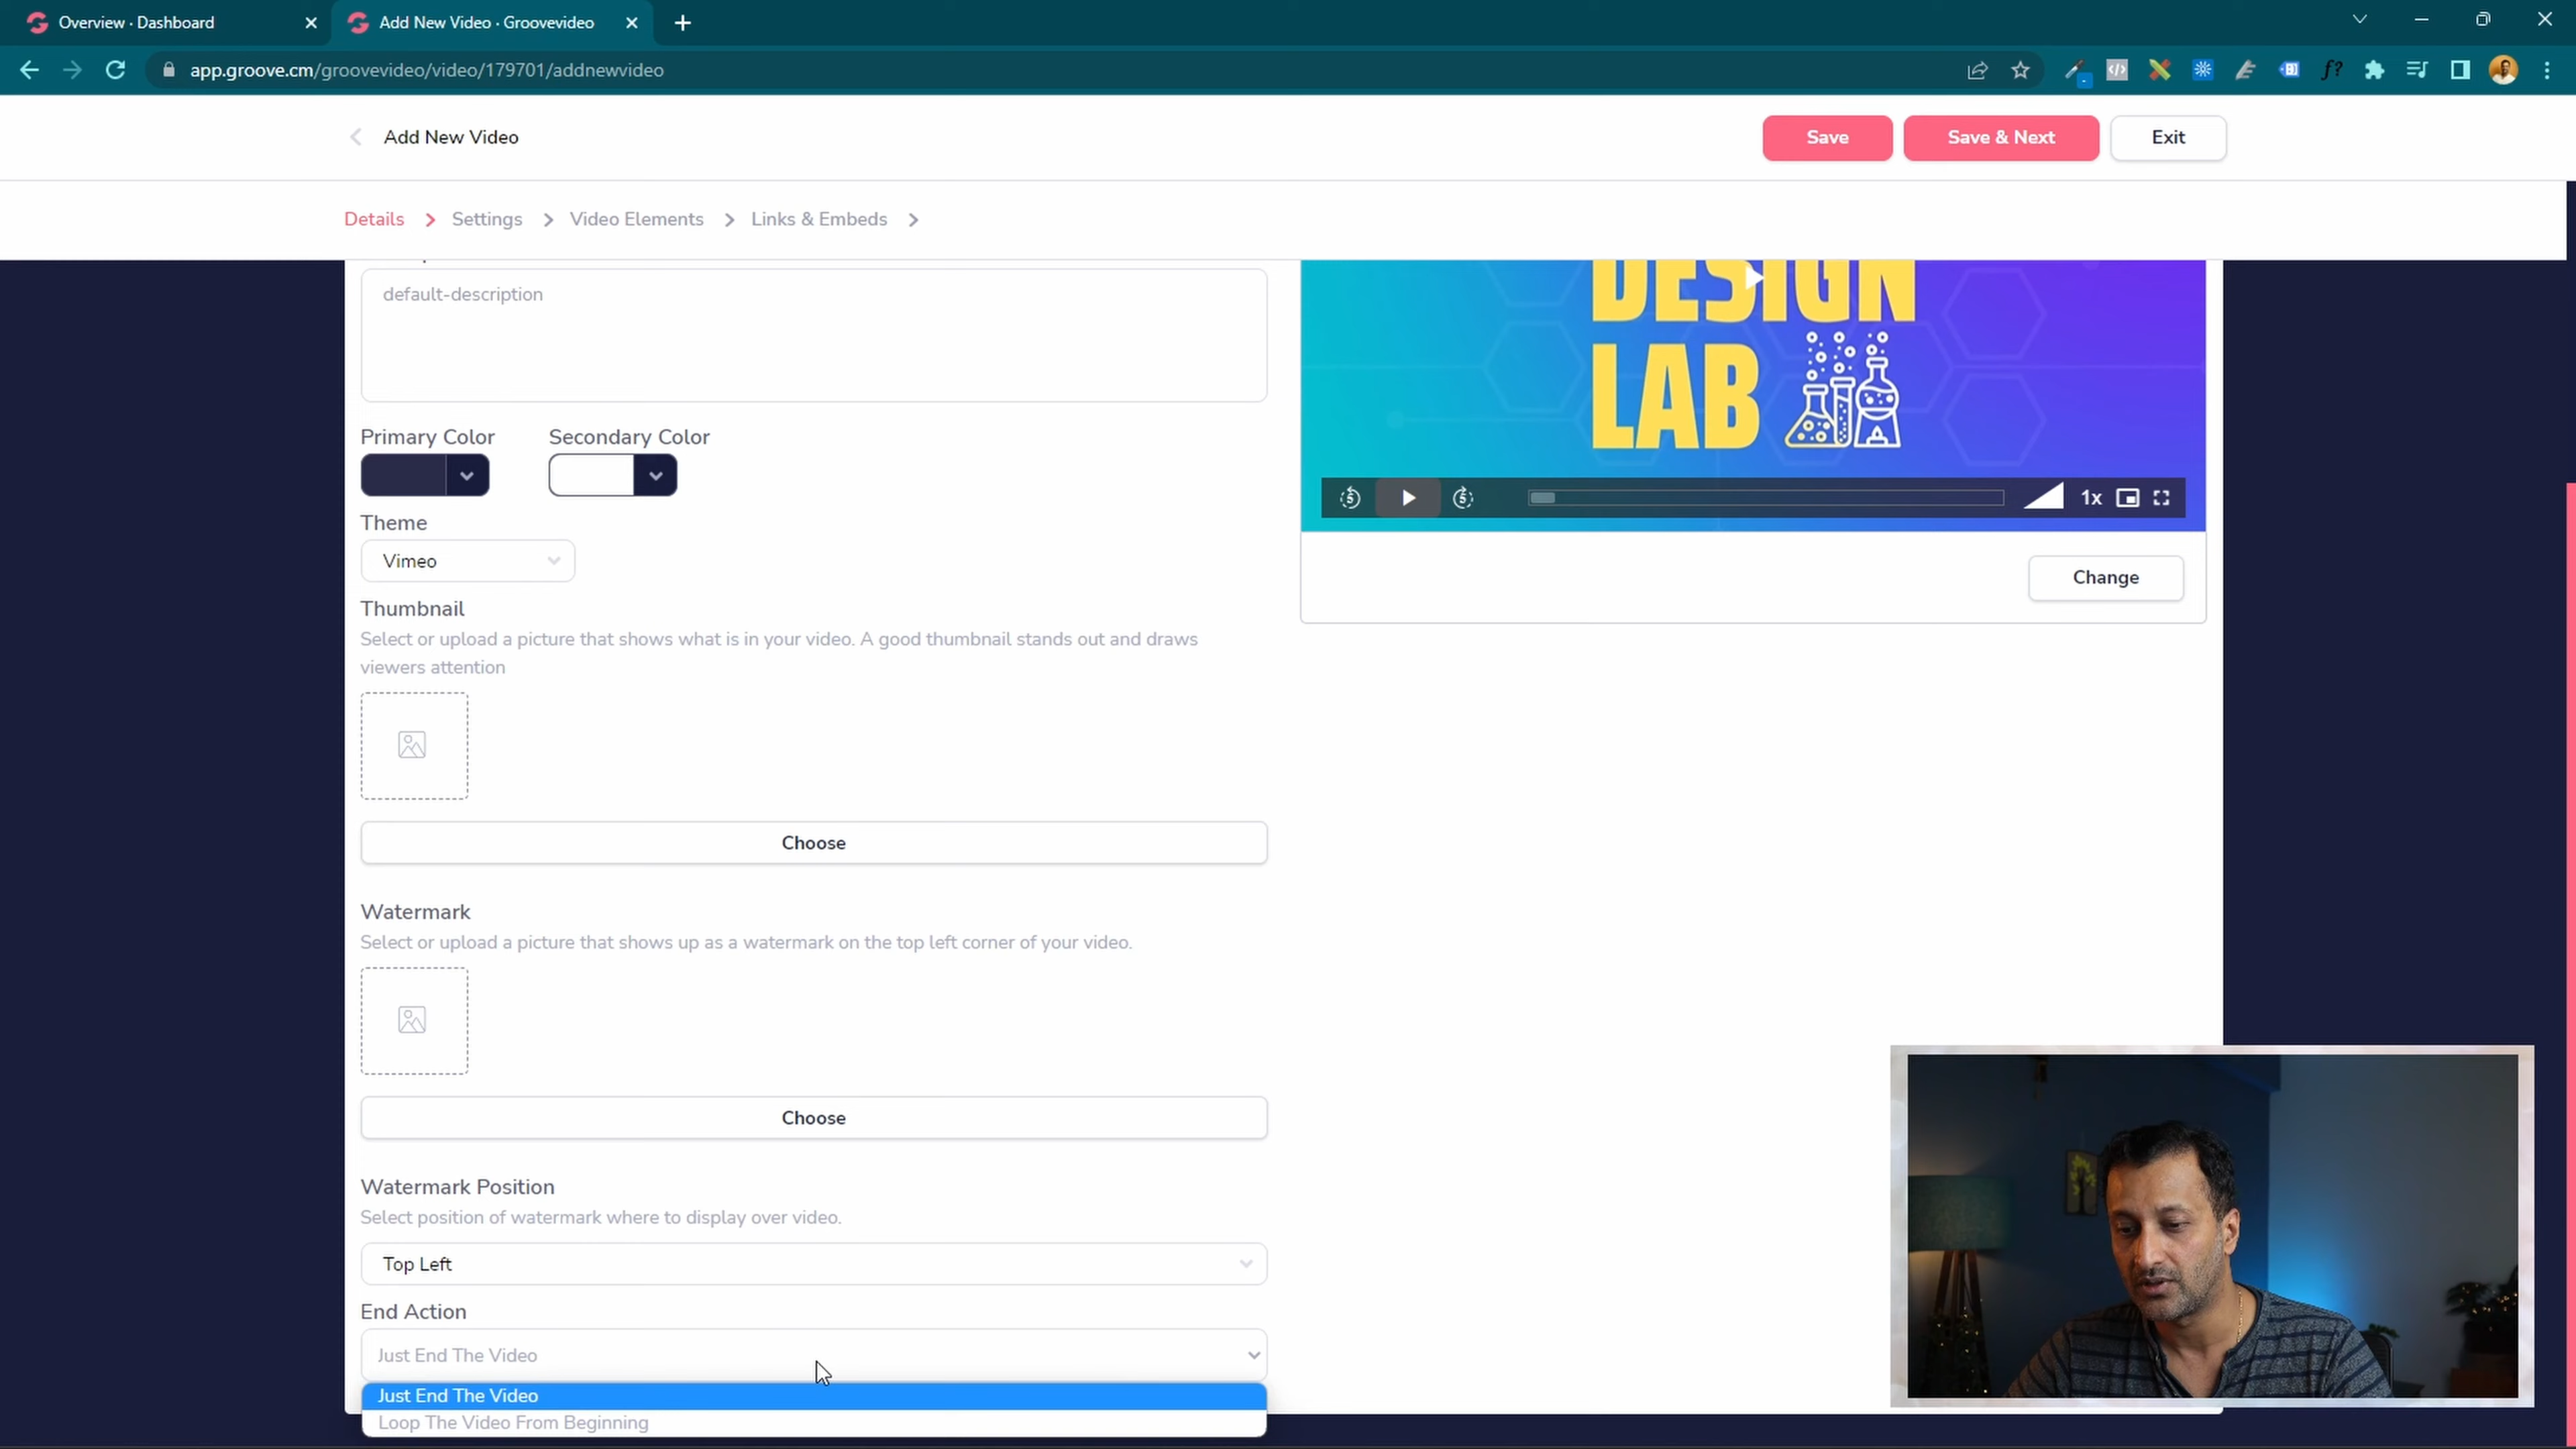 Overview · Dashboard
Add New Video · Groovevideo
app.groove.cm/groovevideo/video/179701/addnewvideo
Add New Video
Save
Save & Next
Exit
Details
Settings
Video Elements
Links & Embeds
default-description
Primary Color
Secondary Color
Theme
Vimeo
Thumbnail
Select or upload a picture that shows what is in your video. A good thumbnail stands out and draws
viewers attention
Choose
Watermark
Select or upload a picture that shows up as a watermark on the top left corner of your video.
Choose
Watermark Position
Select position of watermark where to display over video.
Top Left
End Action
Just End The Video
Just End The Video
Loop The Video From Beginning
DESIGN
LAB
5
5
1x
Change